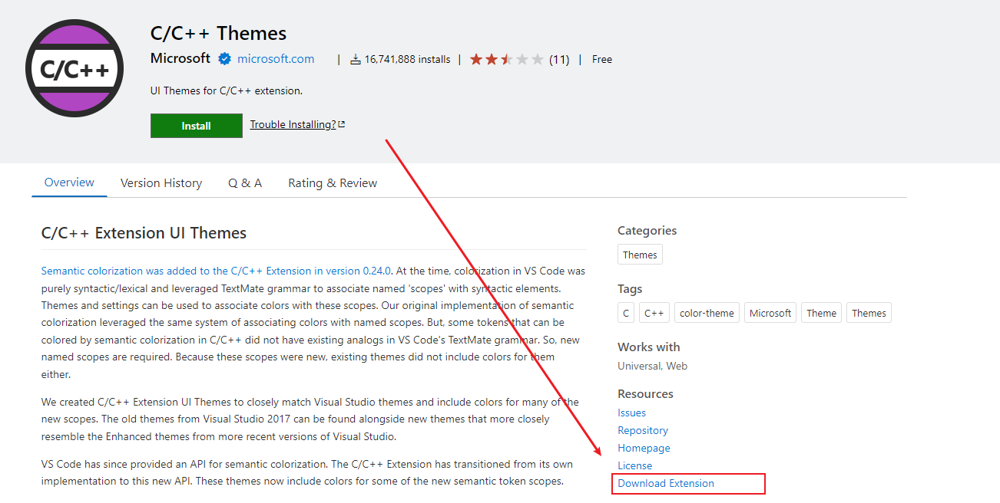 C/C++
C/C++ Themes
Microsoft microsoft.com | 16,741,888 installs | (11) | Free
UI Themes for C/C++ extension.
Install Trouble Installing?
Overview Version History Q & A Rating & Review
C/C++ Extension UI Themes
Semantic colorization was added to the C/C++ Extension in version 0.24.0. At the time, colorization in VS Code was
purely syntactic/lexical and leveraged TextMate grammar to associate named 'scopes' with syntactic elements.
Themes and settings can be used to associate colors with these scopes. Our original implementation of semantic
colorization leveraged the same system of associating colors with named scopes. But, some tokens that can be
colored by semantic colorization in C/C++ did not have existing analogs in VS Code's TextMate grammar. So, new
named scopes are required. Because these scopes were new, existing themes did not include colors for them
either.
We created C/C++ Extension UI Themes to closely match Visual Studio themes and include colors for many of the
new scopes. The old themes from Visual Studio 2017 can be found alongside new themes that more closely
resemble the Enhanced themes from more recent versions of Visual Studio.
VS Code has since provided an API for semantic colorization. The C/C++ Extension has transitioned from its own
implementation to this new API. These themes now include colors for some of the new semantic token scopes.
Categories
Themes
Tags
C C++ color-theme Microsoft Theme Themes
Works with
Universal, Web
Resources
Issues
Repository
Homepage
License
Download Extension